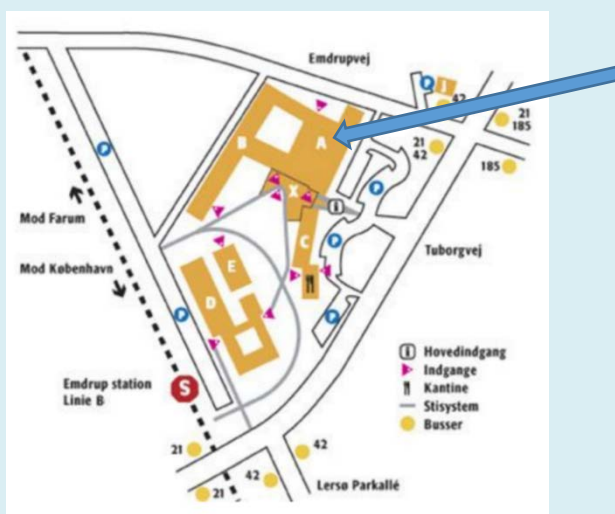 Emdrupvej
J
42
21
185
P
B
A
21
42
185
P
X
P
Mod Farum
i
C
P
Tuborgvej
Mod København
E
D
P
P
i Hovedindgang
Indgange
Kantine
Stisystem
Busser
Emdrup station
Linie B
S
21
42
42
21
Lersø Parkallé